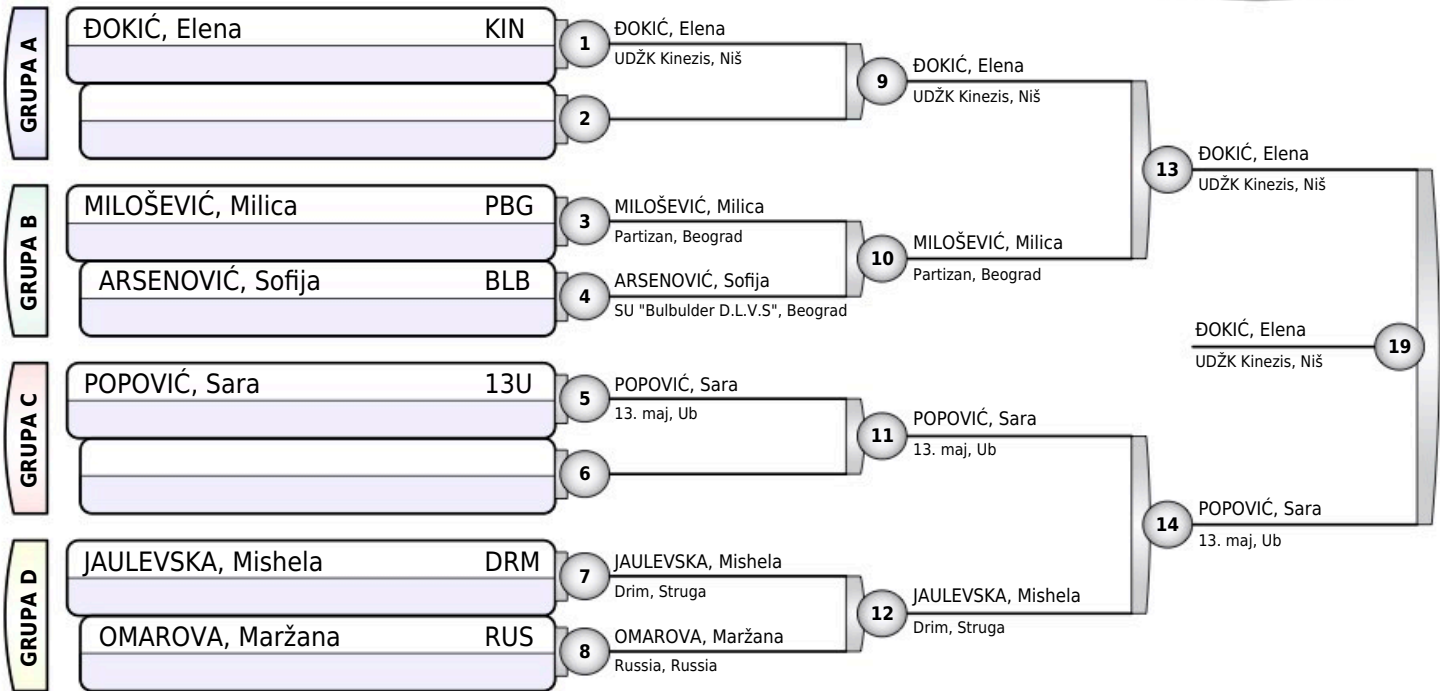 GRUPA A
ĐOKIĆ, Elena KIN
1
ĐOKIĆ, Elena
UDŽK Kinezis, Niš
2
9
ĐOKIĆ, Elena
UDŽK Kinezis, Niš
GRUPA B
MILOŠEVIĆ, Milica PBG
3
MILOŠEVIĆ, Milica
Partizan, Beograd
ARSENOVIĆ, Sofija BLB
4
ARSENOVIĆ, Sofija
SU "Bulbulder D.L.V.S", Beograd
10
MILOŠEVIĆ, Milica
Partizan, Beograd
13
ĐOKIĆ, Elena
UDŽK Kinezis, Niš
GRUPA C
POPOVIĆ, Sara 13U
5
POPOVIĆ, Sara
13. maj, Ub
6
11
POPOVIĆ, Sara
13. maj, Ub
GRUPA D
JAULEVSKA, Mishela DRM
7
JAULEVSKA, Mishela
Drim, Struga
OMAROVA, Maržana RUS
8
OMAROVA, Maržana
Russia, Russia
12
JAULEVSKA, Mishela
Drim, Struga
14
POPOVIĆ, Sara
13. maj, Ub
ĐOKIĆ, Elena
UDŽK Kinezis, Niš
19